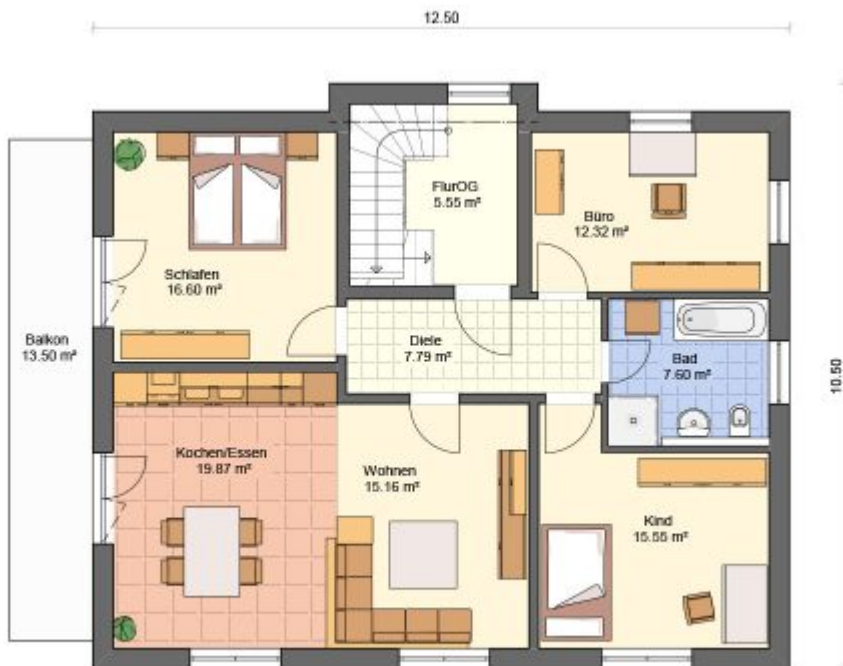 12.50
FlurOG
5.55 m²
Büro
12.32 m²
Schlafen
16.60 m²
Balkon
13.50 m²
Diele
7.79 m²
Bad
7.60 m²
10.50
Kochen/Essen
19.87 m²
Wohnen
15.16 m²
Kind
15.55 m²